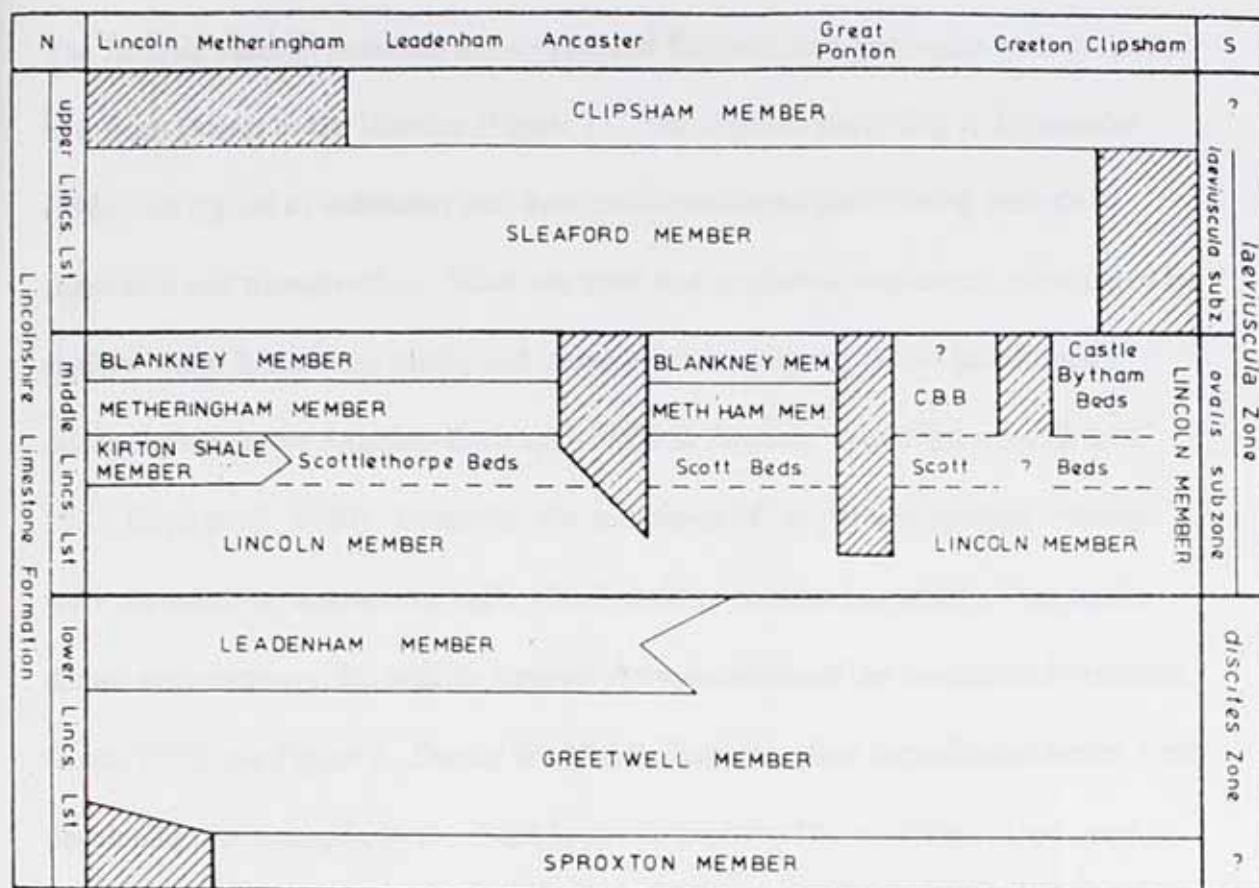 N Lincoln Metheringham Leadenham Ancaster Great Ponton Creeton Clipsham S
Lincolnshire Limestone Formation
upper Lincs Lst
CLIPSHAM MEMBER
?
SLEAFORD MEMBER
laeviuscula subz.
laeviuscula Zone
middle Lincs Lst
BLANKNEY MEMBER
BLANKNEY MEM.
?
CBB
Castle
Bytham
Beds
METHERINGHAM MEMBER
METH'HAM MEM.
KIRTON SHALE
MEMBER
Scottlethorpe Beds
Scott Beds
Scott ? Beds
LINCOLN MEMBER
LINCOLN MEMBER
LINCOLN MEMBER
ovalis subzone
lower Lincs Lst
LEADENHAM MEMBER
GREETWELL MEMBER
discites Zone
SPROXTON MEMBER
?